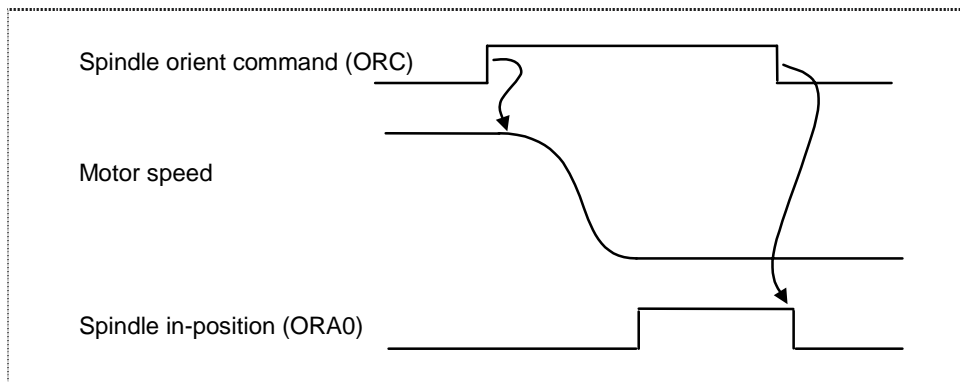 Spindle orient command (ORC)
Motor speed
Spindle in-position (ORA0)